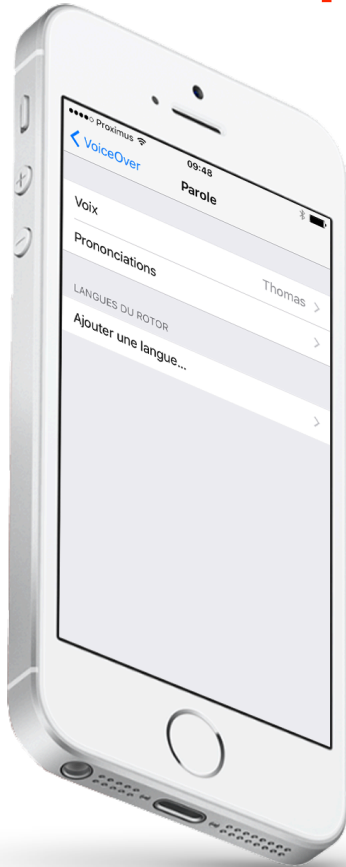 Proximus
09:48
VoiceOver
Parole
Voix
Thomas
Prononciations
LANGUES DU ROTOR
Ajouter une langue...